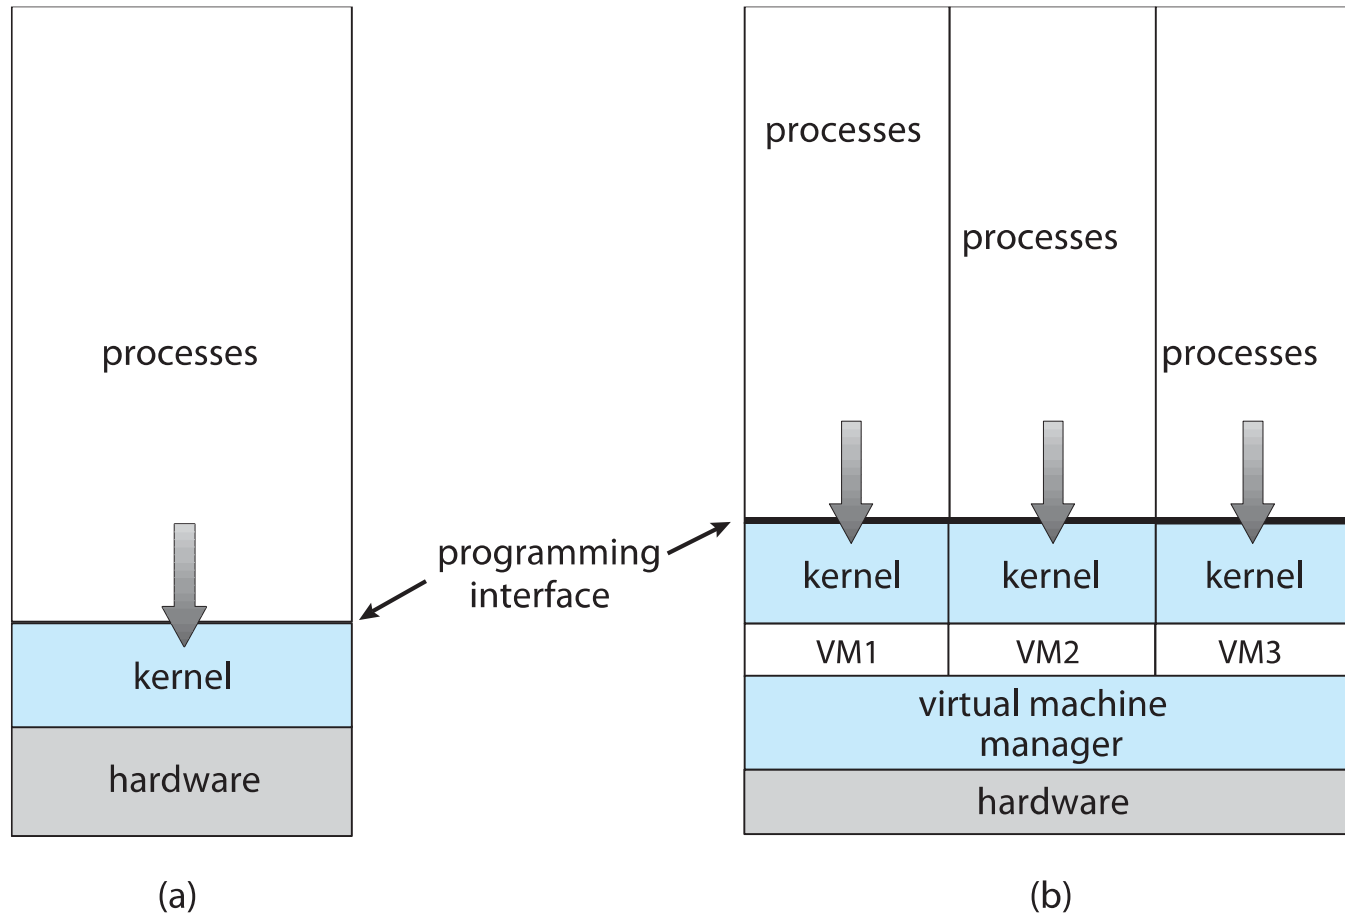 processes
kernel
hardware
(a)
programming
interface
processes
processes
processes
kernel
kernel
kernel
VM1
VM2
VM3
virtual machine
manager
hardware
(b)